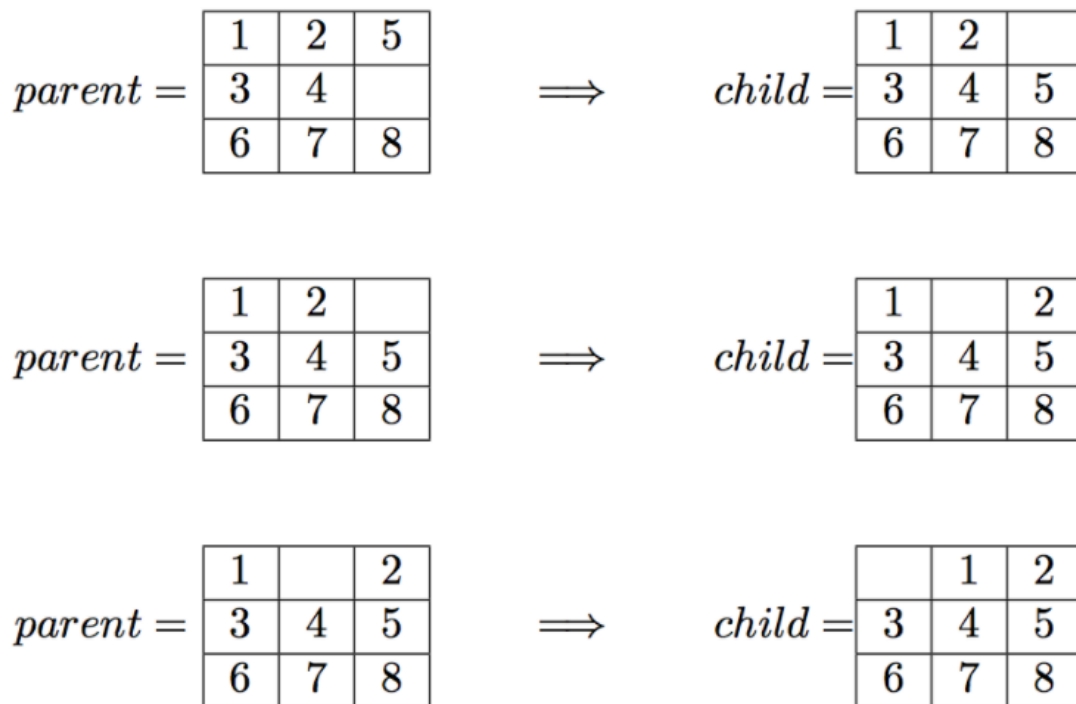 1 2 5
parent = 3 4 ⟹ child = 3 4 5
6 7 8 6 7 8
1 2
1 2 1 2
parent = 3 4 5 ⟹ child = 3 4 5
6 7 8 6 7 8
1 2 1 2
parent = 3 4 5 ⟹ child = 3 4 5
6 7 8 6 7 8